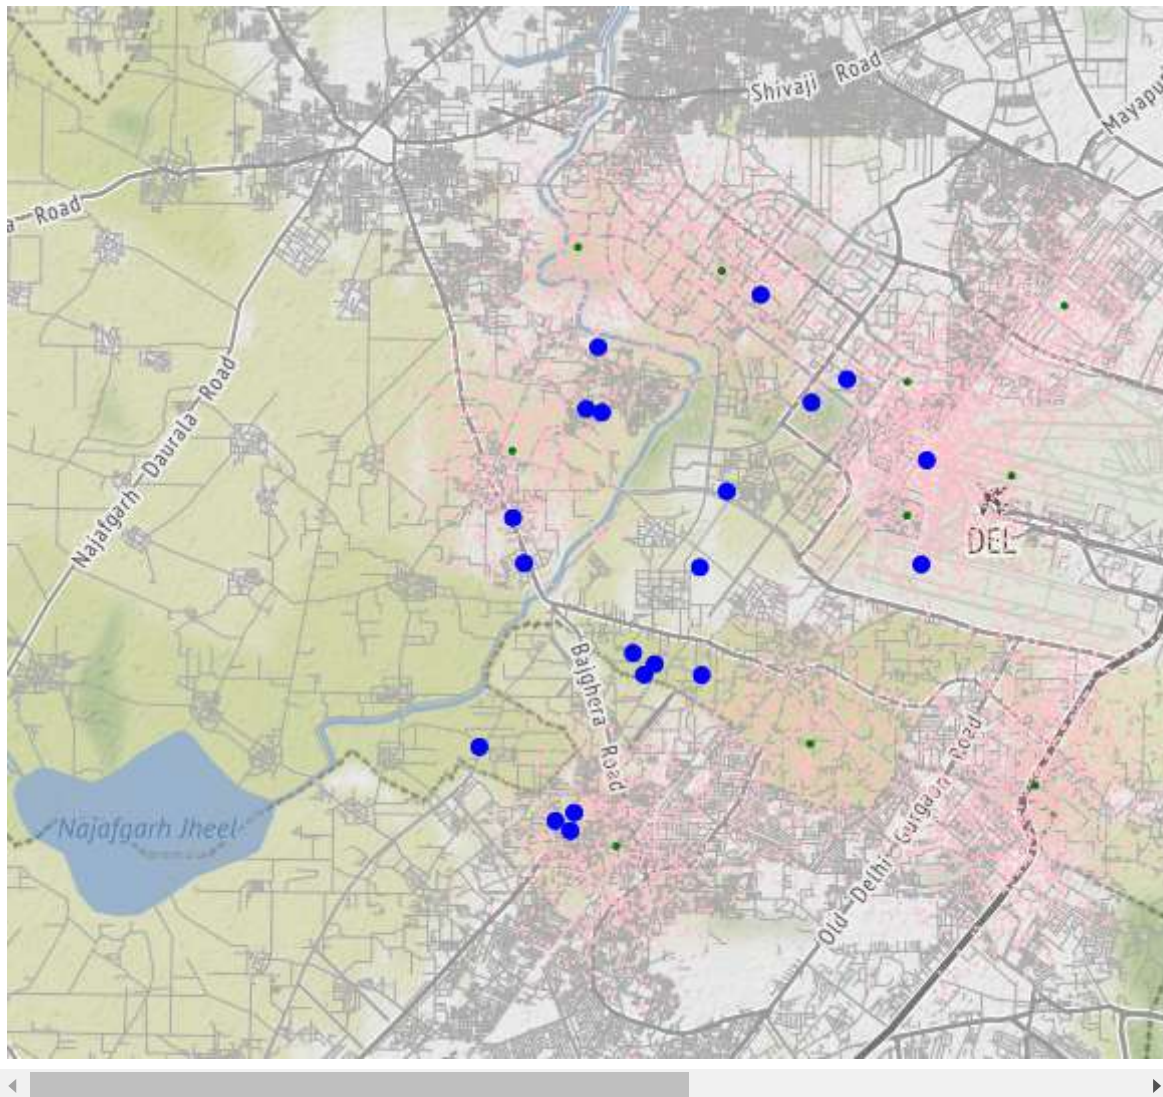 Shivaji Road
Mayapu
a Road
Najafgarh Daurala Road
DEL
Bajghera Road
Najafgarh Jheel
Old Delhi Gurgaon Road